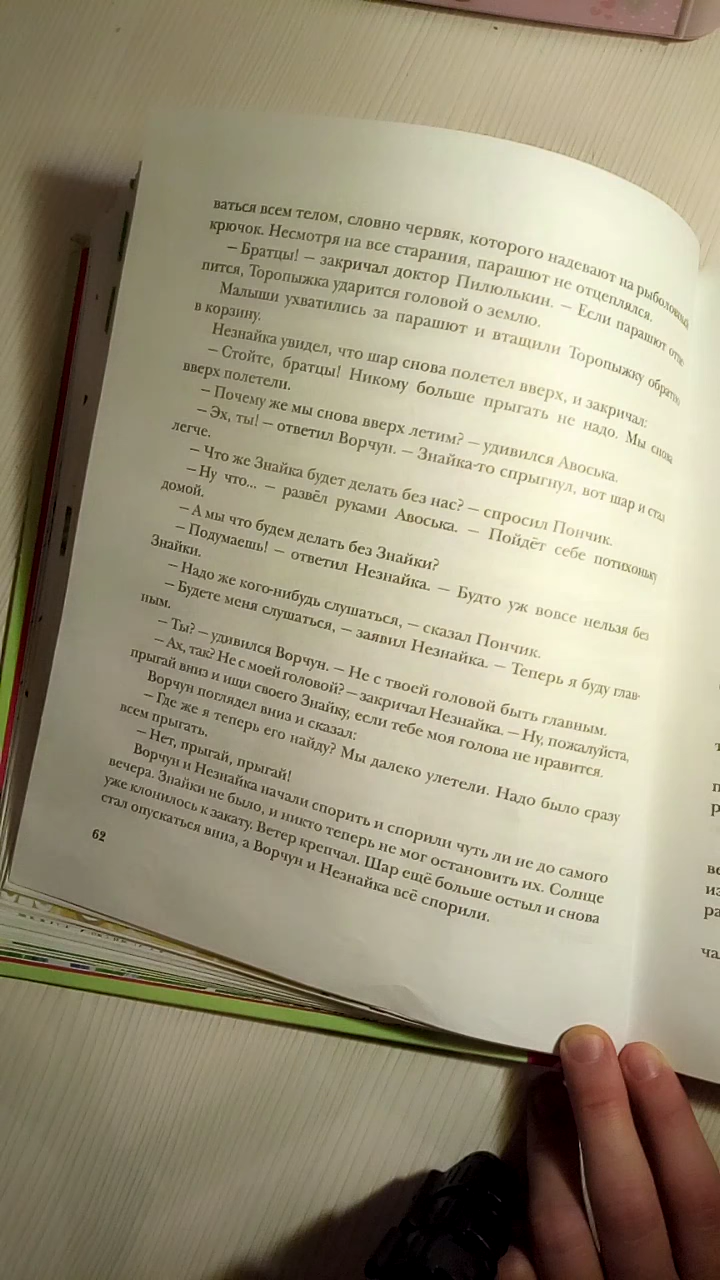 ваться всем телом, словно червяк, которого надевают на рыболовный
крючок. Несмотря на все старания, парашют не отцеплялся.
– Братцы! – закричал доктор Пилюлькин. – Если парашют отце-
пится, Торопыжка ударится головой о землю.
Малыши ухватились за парашют и втащили Торопыжку обратно
в корзину.
Незнайка увидел, что шар снова полетел вверх, и закричал:
– Стойте, братцы! Никому больше прыгать не надо. Мы снова
вверх полетели.
– Почему же мы снова вверх летим? – удивился Авоська.
– Эх, ты! – ответил Ворчун. – Знайка-то спрыгнул, вот шар и стал
легче.
– Что же Знайка будет делать без нас? – спросил Пончик.
– Ну что... – развёл руками Авоська. – Пойдёт себе потихоньку
домой.
– А мы что будем делать без Знайки?
– Подумаешь! – ответил Незнайка. – Будто уж вовсе нельзя без
Знайки.
– Надо же кого-нибудь слушаться, – сказал Пончик.
– Будете меня слушаться, – заявил Незнайка. – Теперь я буду глав-
ным.
– Ты? – удивился Ворчун. – Не с твоей головой быть главным.
– Ах, так? Не с моей головой? – закричал Незнайка. – Ну, пожалуйста,
прыгай вниз и ищи своего Знайку, если тебе моя голова не нравится.
Ворчун поглядел вниз и сказал:
– Где же я теперь его найду? Мы далеко улетели. Надо было сразу
всем прыгать.
– Нет, прыгай, прыгай!
Ворчун и Незнайка начали спорить и спорили чуть ли не до самого
вечера. Знайки не было, и никто теперь не мог остановить их. Солнце
уже клонилось к закату. Ветер крепчал. Шар ещё больше остыл и снова
стал опускаться вниз, а Ворчун и Незнайка всё спорили.
62